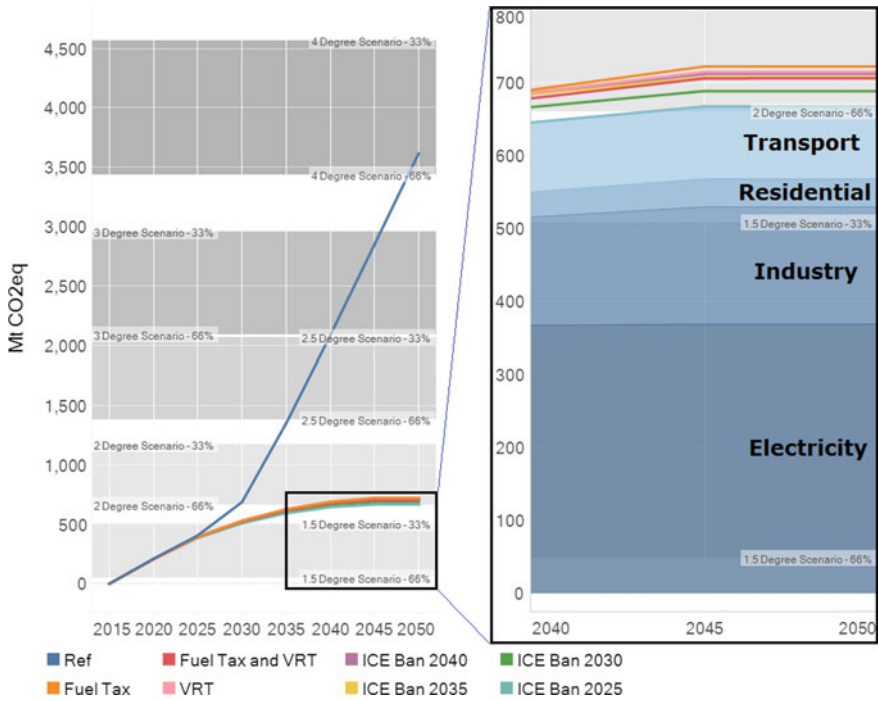 4,500
4,000
3,500
3,000
2,500
2,000
1,500
1,000
500
0
Mt CO2eq
4 Degree Scenario - 33%
4 Degree Scenario - 66%
3 Degree Scenario - 33%
3 Degree Scenario - 66%
2.5 Degree Scenario - 33%
2.5 Degree Scenario - 66%
2 Degree Scenario - 33%
2 Degree Scenario - 66%
1.5 Degree Scenario - 33%
1.5 Degree Scenario - 66%
2015 2020 2025 2030 2035 2040 2045 2050
800
700
600
500
400
300
200
100
0
2 Degree Scenario - 66%
Transport
Residential
1.5 Degree Scenario - 33%
Industry
Electricity
1.5 Degree Scenario - 66%
2040 2045 2050
Ref Fuel Tax and VRT ICE Ban 2040 ICE Ban 2030
Fuel Tax VRT ICE Ban 2035 ICE Ban 2025